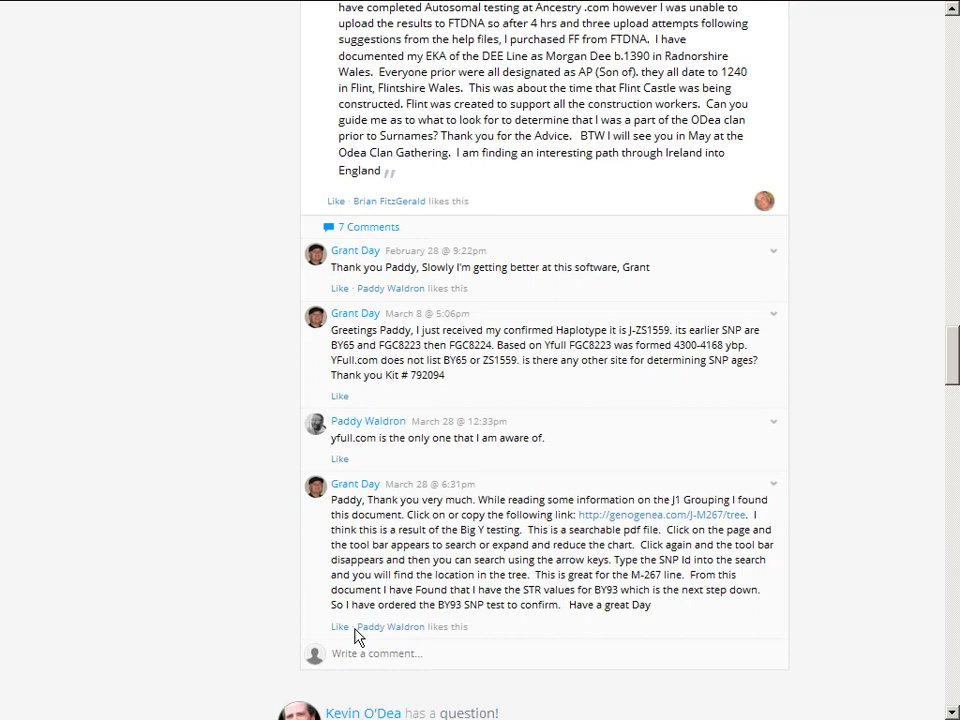 have completed Autosomal testing at Ancestry .com however I was unable to
upload the results to FTDNA so after 4 hrs and three upload attempts following
suggestions from the help files, I purchased FF from FTDNA.  I have
documented my EKA of the DEE Line as Morgan Dee b.1390 in Radnorshire
Wales.  Everyone prior were all designated as AP (Son of). they all date to 1240
in Flint, Flintshire Wales.  This was about the time that Flint Castle was being
constructed. Flint was created to support all the construction workers.  Can you
guide me as to what to look for to determine that I was a part of the ODea clan
prior to Surnames? Thank you for the Advice.   BTW I will see you in May at the
Odea Clan Gathering.  I am finding an interesting path through Ireland into
England "
Like · Brian FitzGerald likes this
7 Comments
Grant Day February 28 @ 9:22pm
Thank you Paddy, Slowly I'm getting better at this software, Grant
Like · Paddy Waldron likes this
Grant Day March 8 @ 5:06pm
Greetings Paddy, I just received my confirmed Haplotype it is J-ZS1559. its earlier SNP are
BY65 and FGC8223 then FGC8224. Based on Yfull FGC8223 was formed 4300-4168 ybp.
YFull.com does not list BY65 or ZS1559. is there any other site for determining SNP ages?
Thank you Kit # 792094
Like
Paddy Waldron March 28 @ 12:33pm
yfull.com is the only one that I am aware of.
Like
Grant Day March 28 @ 6:31pm
Paddy, Thank you very much. While reading some information on the J1 Grouping I found
this document. Click on or copy the following link: http://genogenea.com/J-M267/tree.  I
think this is a result of the Big Y testing.  This is a searchable pdf file.  Click on the page and
the tool bar appears to search or expand and reduce the chart.  Click again and the tool bar
disappears and then you can search using the arrow keys. Type the SNP Id into the search
and you will find the location in the tree.  This is great for the M-267 line.  From this
document I have Found that I have the STR values for BY93 which is the next step down.
So I have ordered the BY93 SNP test to confirm.   Have a great Day
Like · Paddy Waldron likes this
Write a comment...
Kevin O'Dea has a question!